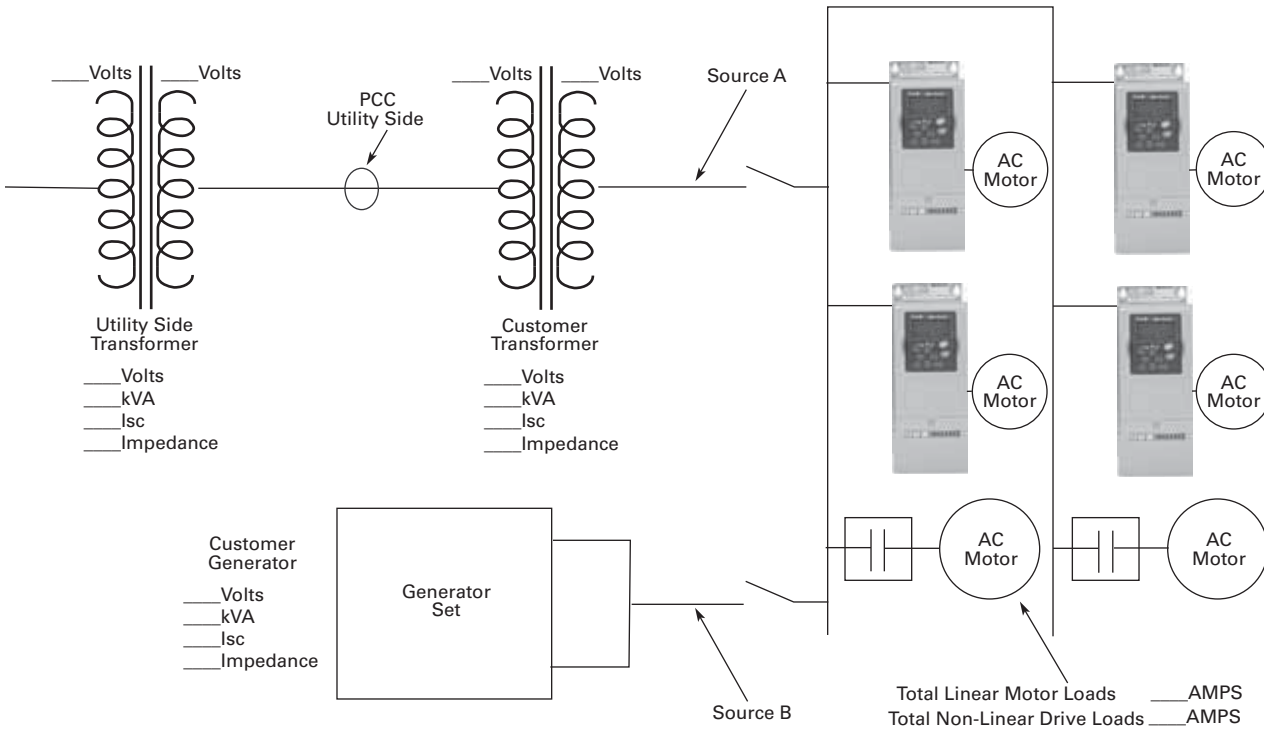 ____Volts ____Volts
PCC
Utility Side
____Volts ____Volts
Source A
AC
Motor
AC
Motor
Utility Side
Transformer
____Volts
____kVA
____Isc
____Impedance
Customer
Transformer
____Volts
____kVA
____Isc
____Impedance
AC
Motor
AC
Motor
Customer
Generator
____Volts
____kVA
____Isc
____Impedance
Generator
Set
Source B
AC
Motor
AC
Motor
Total Linear Motor Loads ____AMPS
Total Non-Linear Drive Loads ____AMPS